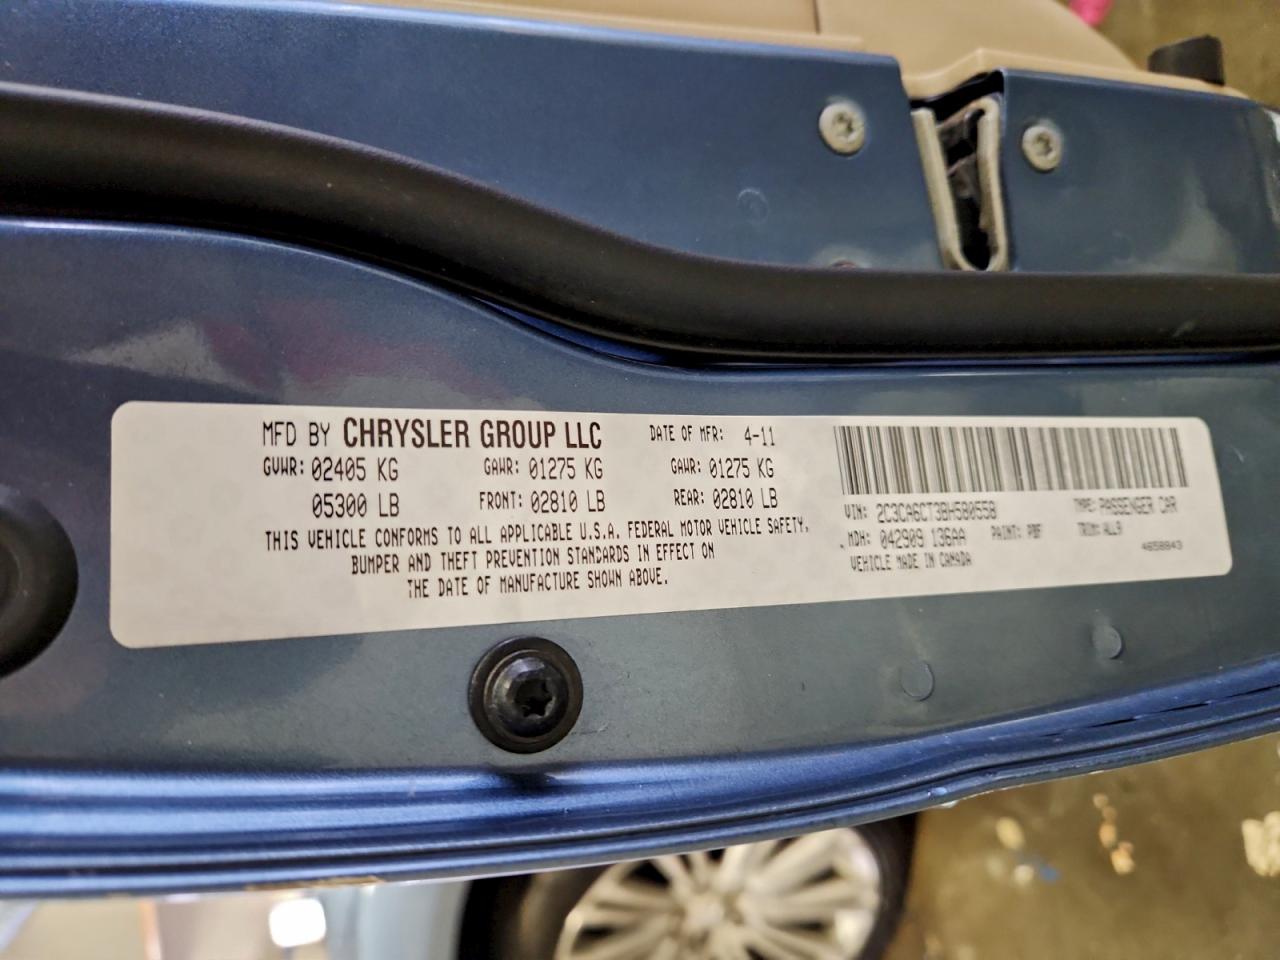 MFD BY CHRYSLER GROUP LLC DATE OF MFR: 4-11
GVWR: 02405 KG GAWR: 01275 KG GAWR: 01275 KG
05300 LB FRONT: 02810 LB REAR: 02810 LB
THIS VEHICLE CONFORMS TO ALL APPLICABLE U.S.A. FEDERAL MOTOR VEHICLE SAFETY,
BUMPER AND THEFT PREVENTION STANDARDS IN EFFECT ON
THE DATE OF MANUFACTURE SHOWN ABOVE.
VIN: 2C3CA6CT3BH580558 TYPE: PASSENGER CAR
MDH: 042909 136AA PAINT: PBF TRIM: ALL9
VEHICLE MADE IN CANADA 4658843